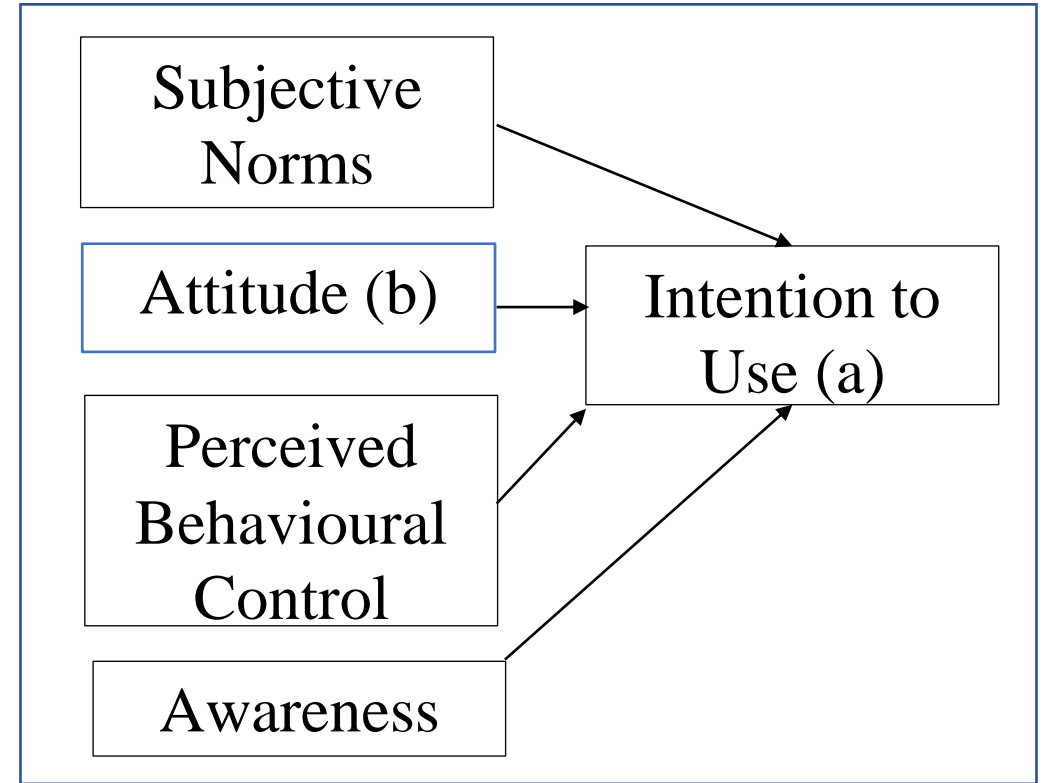 Subjective
Norms
Attitude (b)
Intention to
Use (a)
Perceived
Behavioural
Control
Awareness